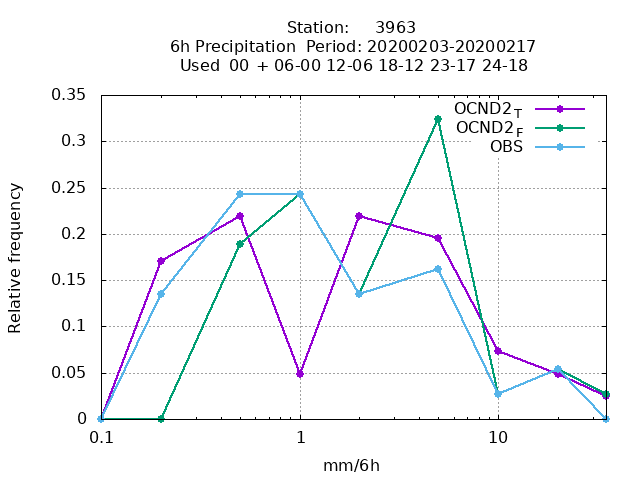 Station: 3963
6h Precipitation Period: 20200203-20200217
Used 00 + 06-00 12-06 18-12 23-17 24-18
0.35
0.3
0.25
0.2
0.15
0.1
0.05
0
Relative frequency
OCND2T
OCND2F
OBS
0.1
1
10
mm/6h